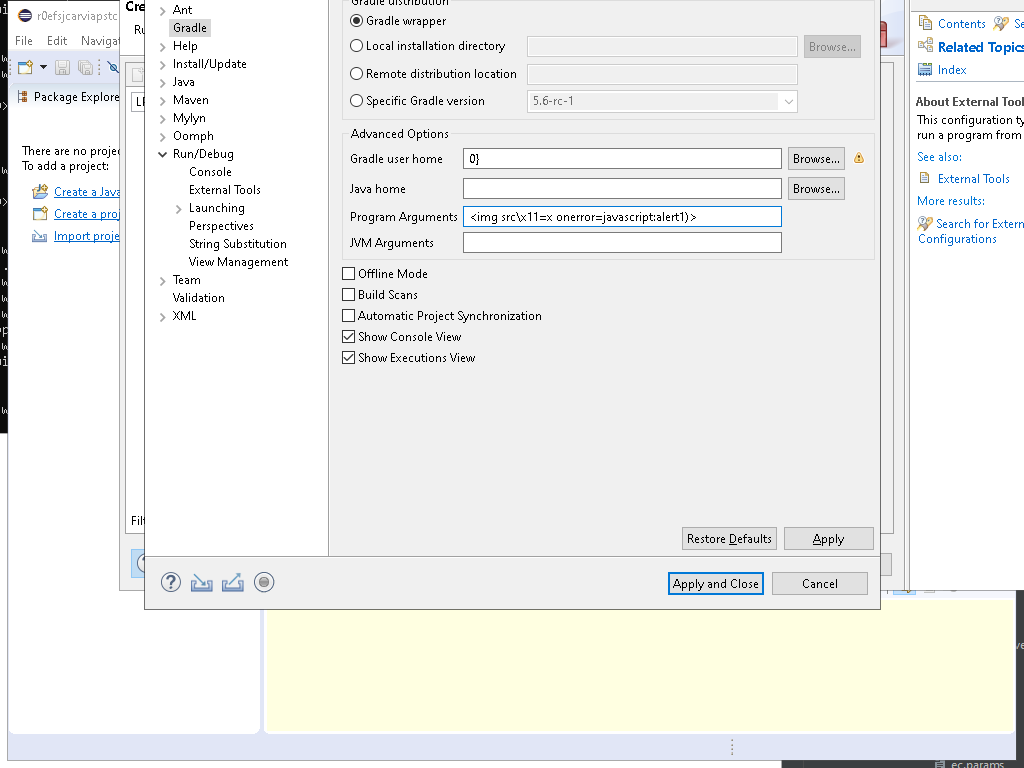 r0efsjcarviapstc
File Edit Navigat
Package Explore
There are no projec
To add a project:
Create a Java
Create a proj
Import proje
Cre
Ru
Filt
Ant
Gradle
Help
Install/Update
Java
Maven
Mylyn
Oomph
Run/Debug
Console
External Tools
Launching
Perspectives
String Substitution
View Management
Team
Validation
XML
Gradle distribution
Gradle wrapper
Local installation directory
Browse...
Remote distribution location
Specific Gradle version 5.6-rc-1
Advanced Options
Gradle user home 0} Browse...
Java home Browse...
Program Arguments <img src\x11=x onerror=javascript:alert1)>
JVM Arguments
Offline Mode
Build Scans
Automatic Project Synchronization
Show Console View
Show Executions View
Restore Defaults Apply
Apply and Close Cancel
Contents Se
Related Topics
Index
About External Tool
This configuration ty
run a program from
See also:
External Tools
More results:
Search for Extern
Configurations
ec.params